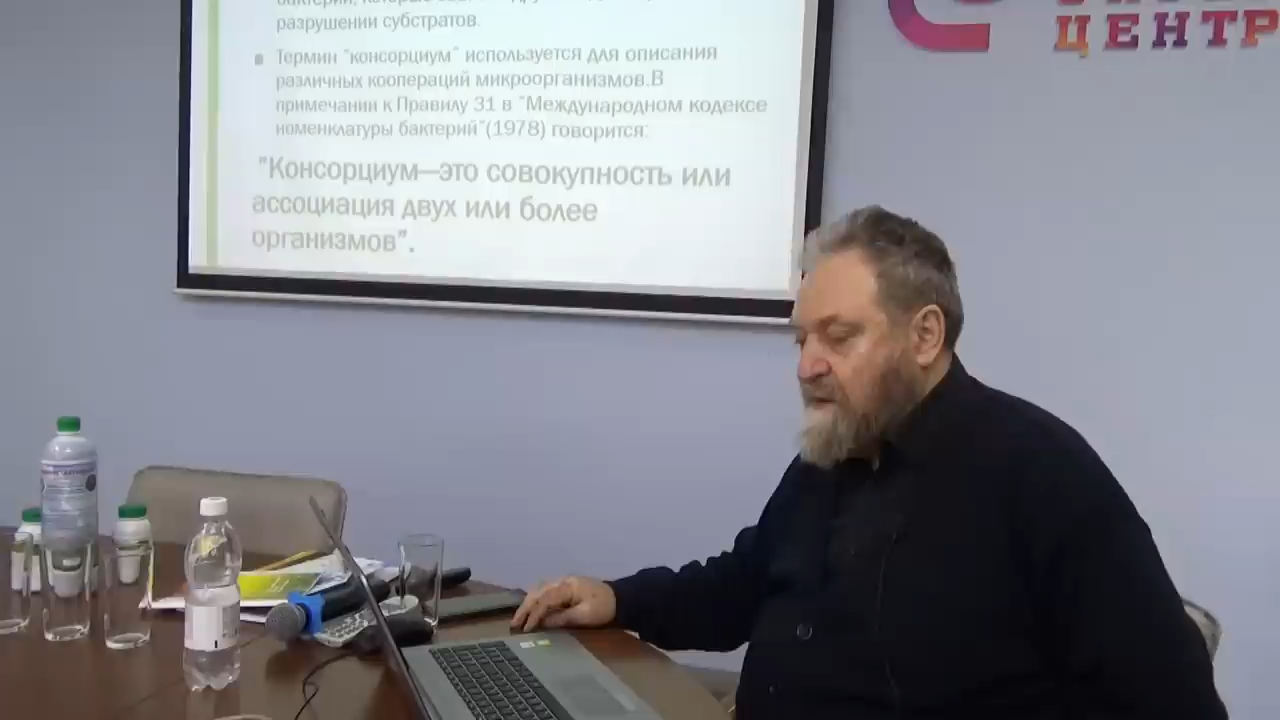 разрушении субстратов.
Термин "консорциум" используется для описания
различных коопераций микроорганизмов.В
примечании к Правилу 31 в "Международном кодексе
номенклатуры бактерий"(1978) говорится:
"Консорциум—это совокупность или
ассоциация двух или более
организмов".
ЦЕНТР